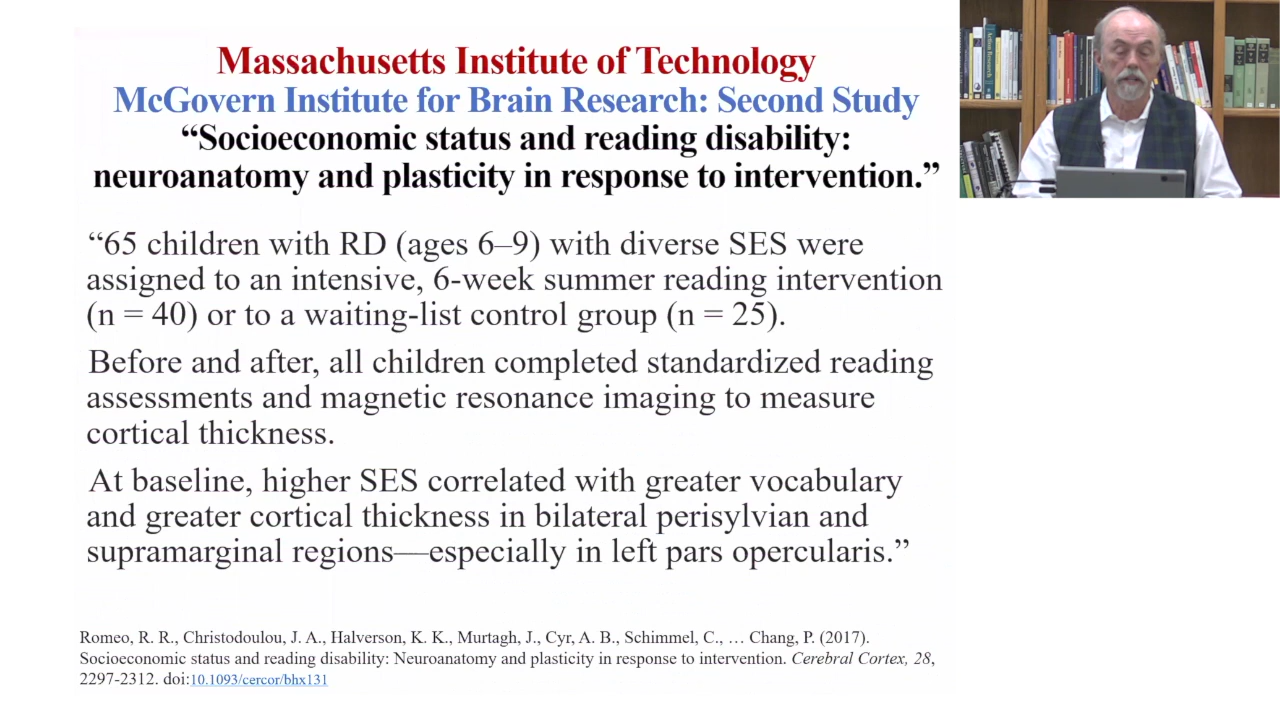 Massachusetts Institute of Technology
McGovern Institute for Brain Research: Second Study
“Socioeconomic status and reading disability:
neuroanatomy and plasticity in response to intervention.”
“65 children with RD (ages 6–9) with diverse SES were
assigned to an intensive, 6-week summer reading intervention
(n = 40) or to a waiting-list control group (n = 25).
Before and after, all children completed standardized reading
assessments and magnetic resonance imaging to measure
cortical thickness.
At baseline, higher SES correlated with greater vocabulary
and greater cortical thickness in bilateral perisylvian and
supramarginal regions—especially in left pars opercularis.”
Romeo, R. R., Christodoulou, J. A., Halverson, K. K., Murtagh, J., Cyr, A. B., Schimmel, C., … Chang, P. (2017).
Socioeconomic status and reading disability: Neuroanatomy and plasticity in response to intervention. Cerebral Cortex, 28,
2297-2312. doi:10.1093/cercor/bhx131